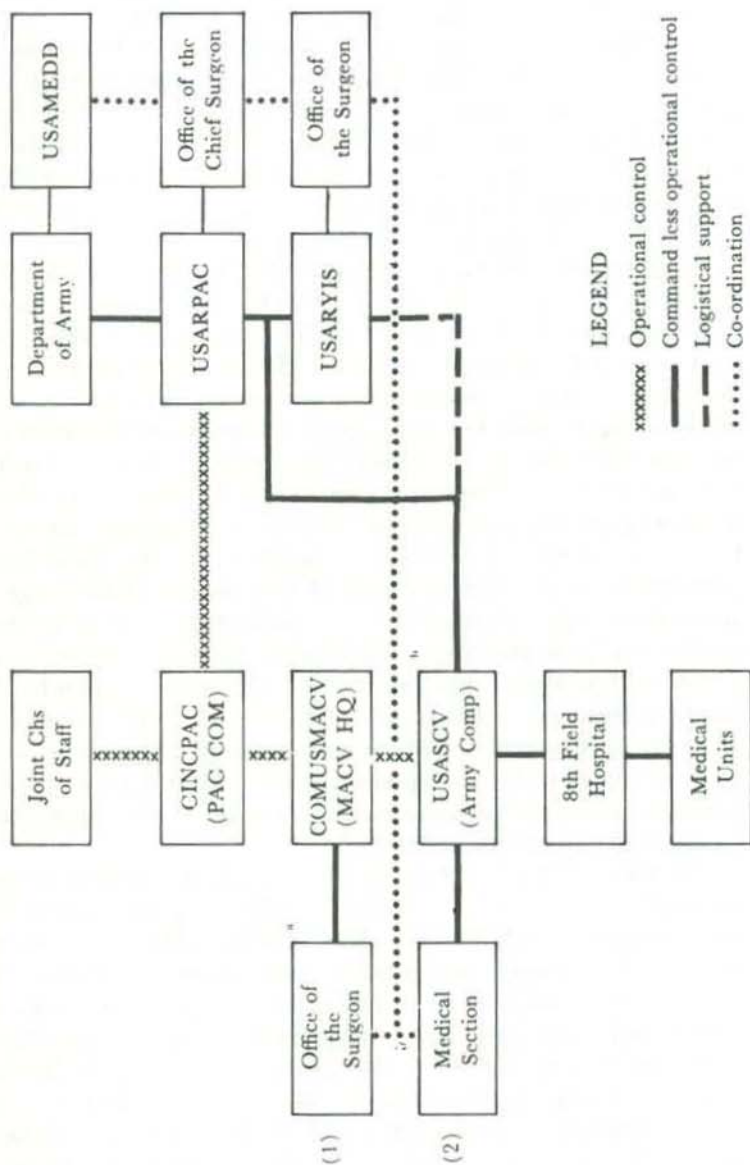 Joint Chs
of Staff
Department
of Army
USAMEDD
CINCPAC
(PAC COM)
USARPAC
Office of the
Chief Surgeon
(1)
Office of
the
Surgeon
COMUSMACV
(MACV HQ)
USARYIS
Office of
the Surgeon
(2)
Medical
Section
USASCV
(Army Comp)
8th Field
Hospital
Medical
Units
LEGEND
xxxxxx Operational control
Command less operational control
Logistical support
Co-ordination